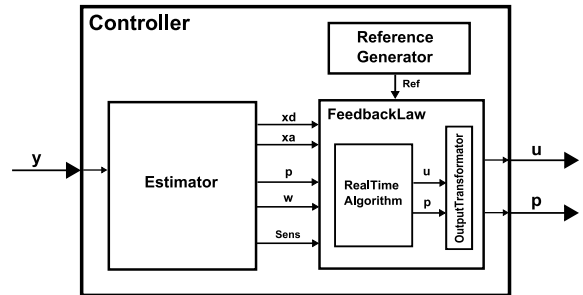 Controller
Reference
Generator
Ref
y
Estimator
xd
xa
p
w
Sens
FeedbackLaw
RealTime
Algorithm
u
p
OutputTransformator
u
p